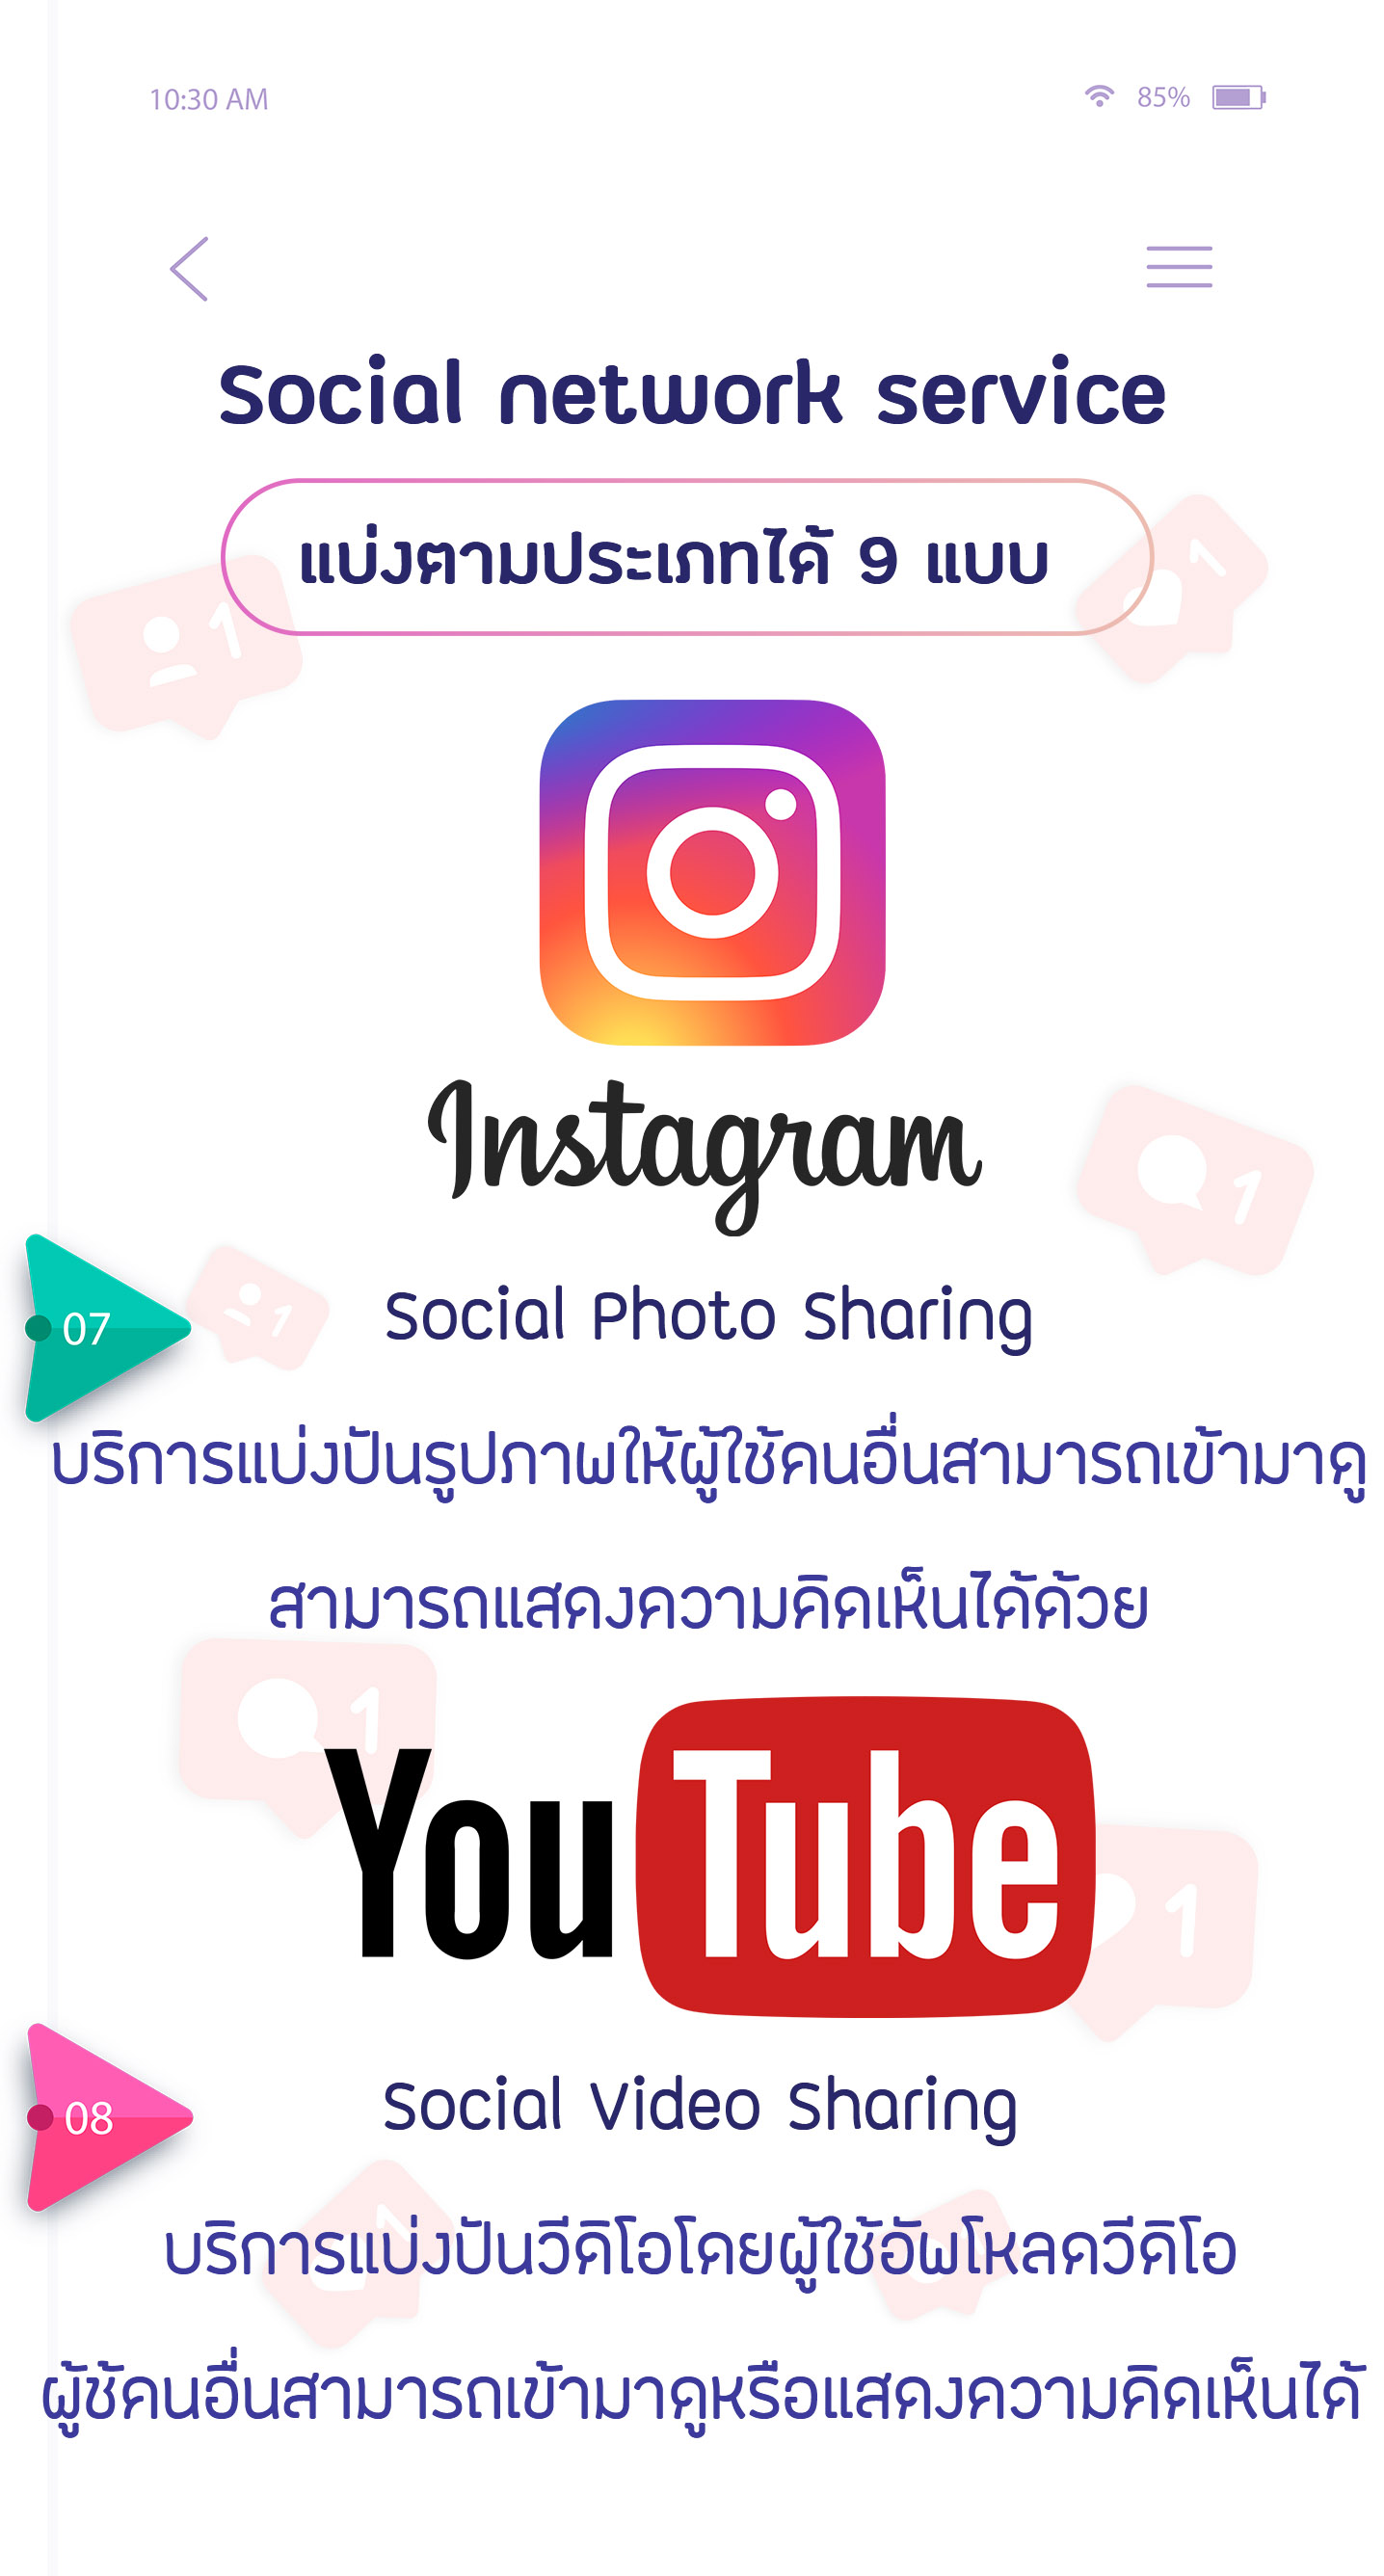 10:30 AM
85%
Social network service
แบ่งตามประเภทได้ 9 แบบ
1
1
Instagram
1
07
1
Social Photo Sharing
บริการแบ่งปันรูปภาพให้ผู้ใช้คนอื่นสามารถเข้ามาดู
สามารถแสดงความคิดเห็นได้ด้วย
1
YouTube
1
08
Social Video Sharing
1
บริการแบ่งปันวีดิโอโดยผู้ใช้อัพโหลดวีดิโอ
ผู้ช้คนอื่นสามารถเข้ามาดูหรือแสดงความคิดเห็นได้